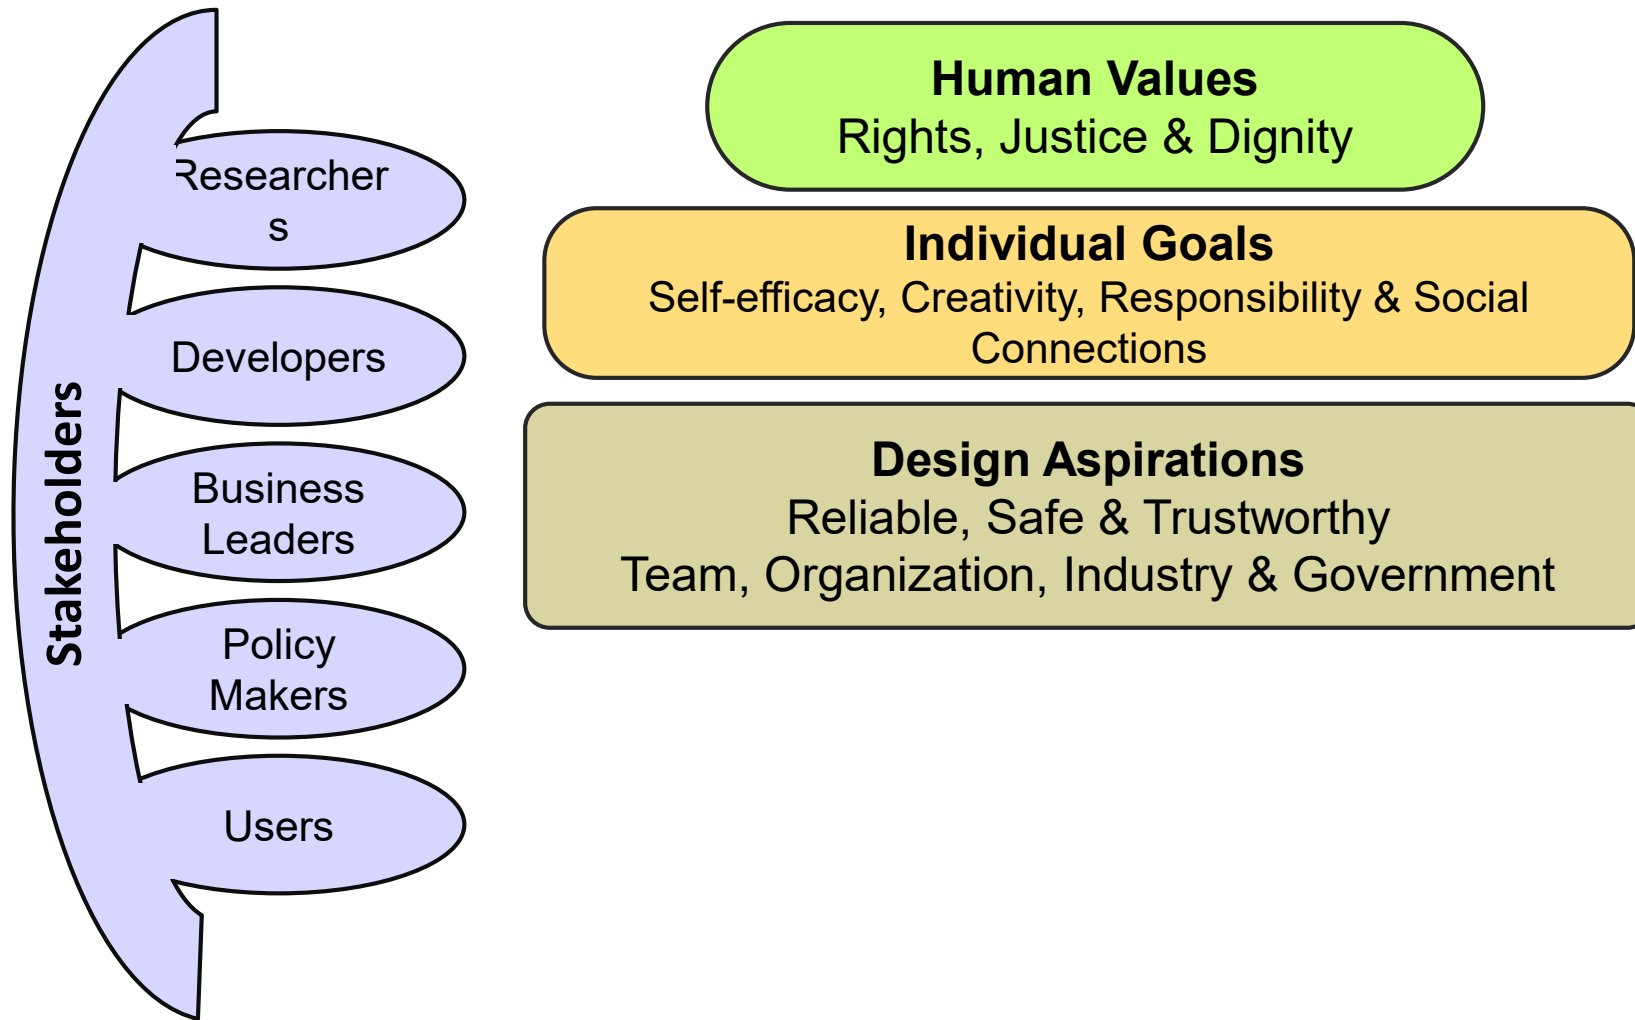 Stakeholders
Researcher
s
Developers
Business
Leaders
Policy
Makers
Users
Human Values
Rights, Justice & Dignity
Individual Goals
Self-efficacy, Creativity, Responsibility & Social
Connections
Design Aspirations
Reliable, Safe & Trustworthy
Team, Organization, Industry & Government